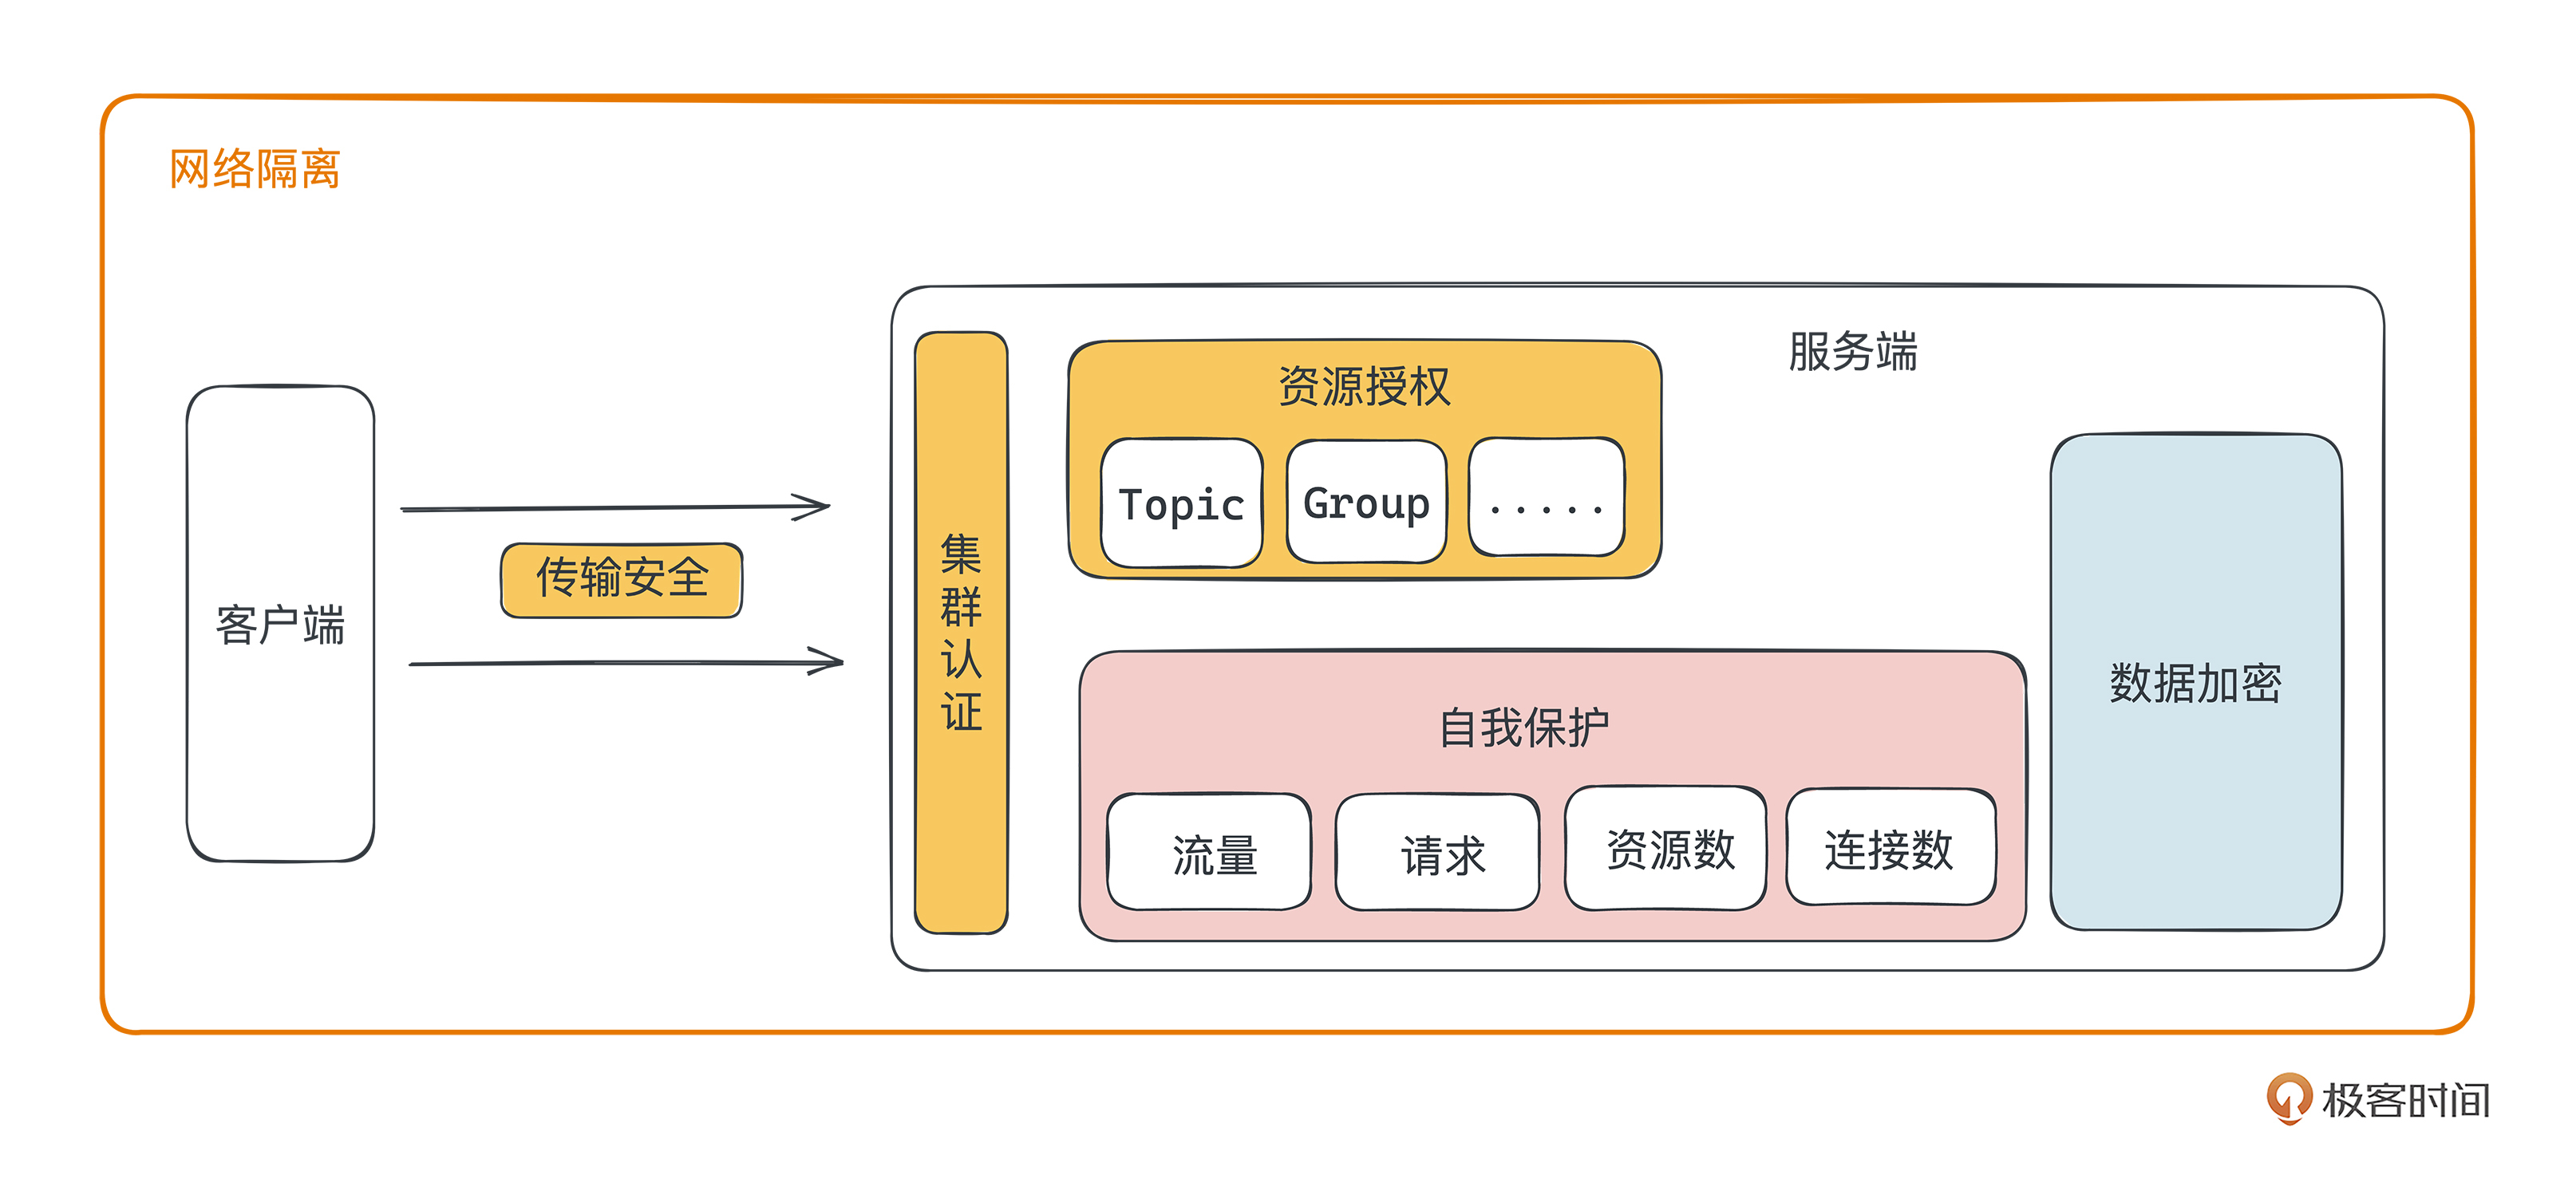 网络隔离
服务端
客户端
传输安全
集群认证
资源授权
Topic
Group
.....
自我保护
流量
请求
资源数
连接数
数据加密
极客时间